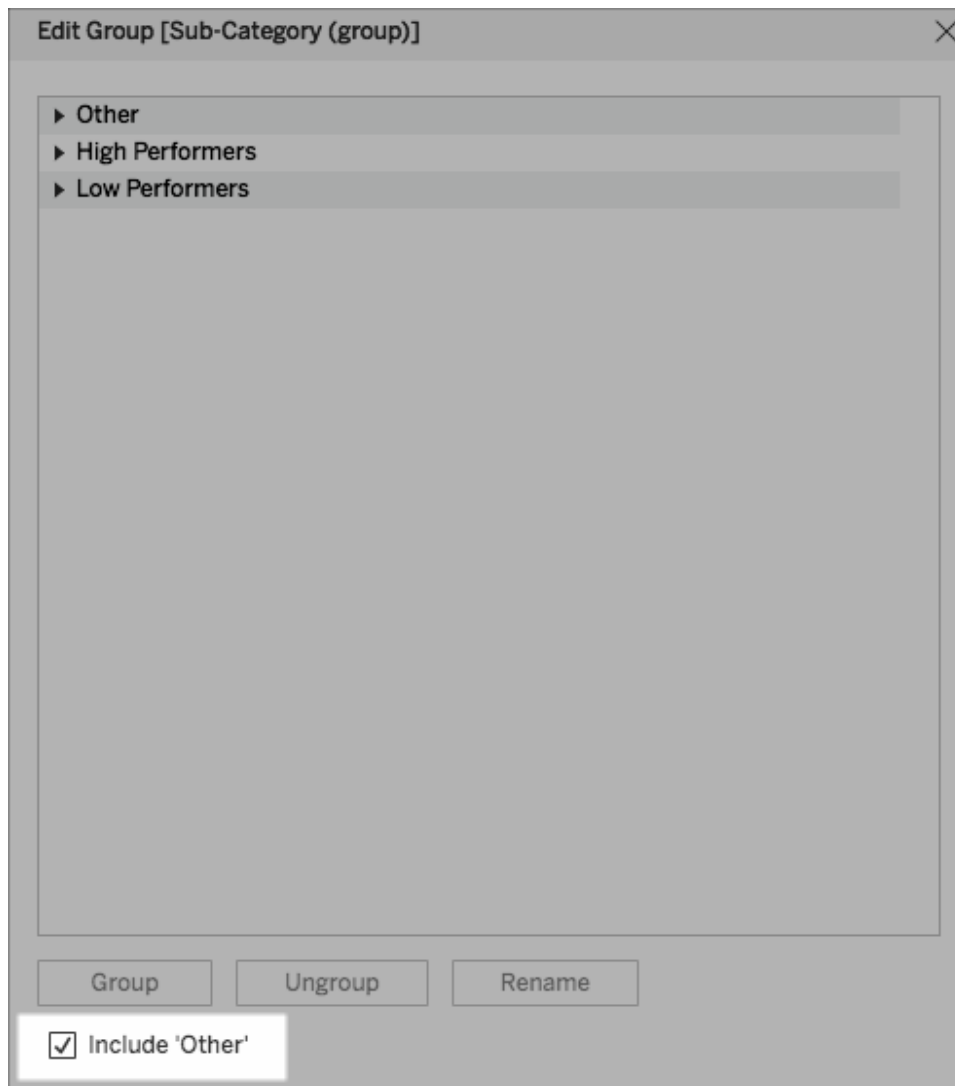 Edit Group [Sub-Category (group)]
Other
High Performers
Low Performers
Group Ungroup Rename
Include 'Other'